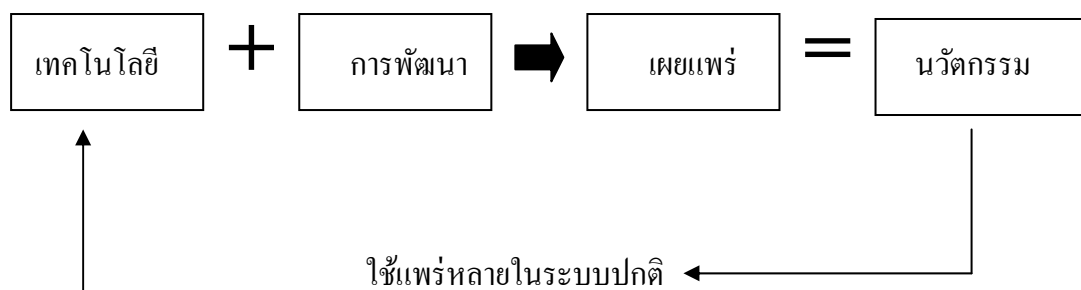 เทคโนโลยี + การพัฒนา เผยแพร่ = นวัตกรรม
ใช้แพร่หลายในระบบปกติ